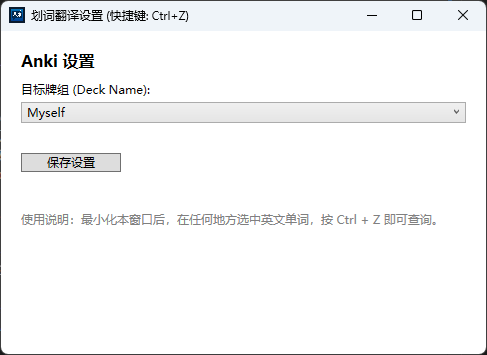 划词翻译设置 (快捷键: Ctrl+Z)
Anki 设置
目标牌组 (Deck Name):
Myself
保存设置
使用说明：最小化本窗口后，在任何地方选中英文单词，按 Ctrl + Z 即可查询。